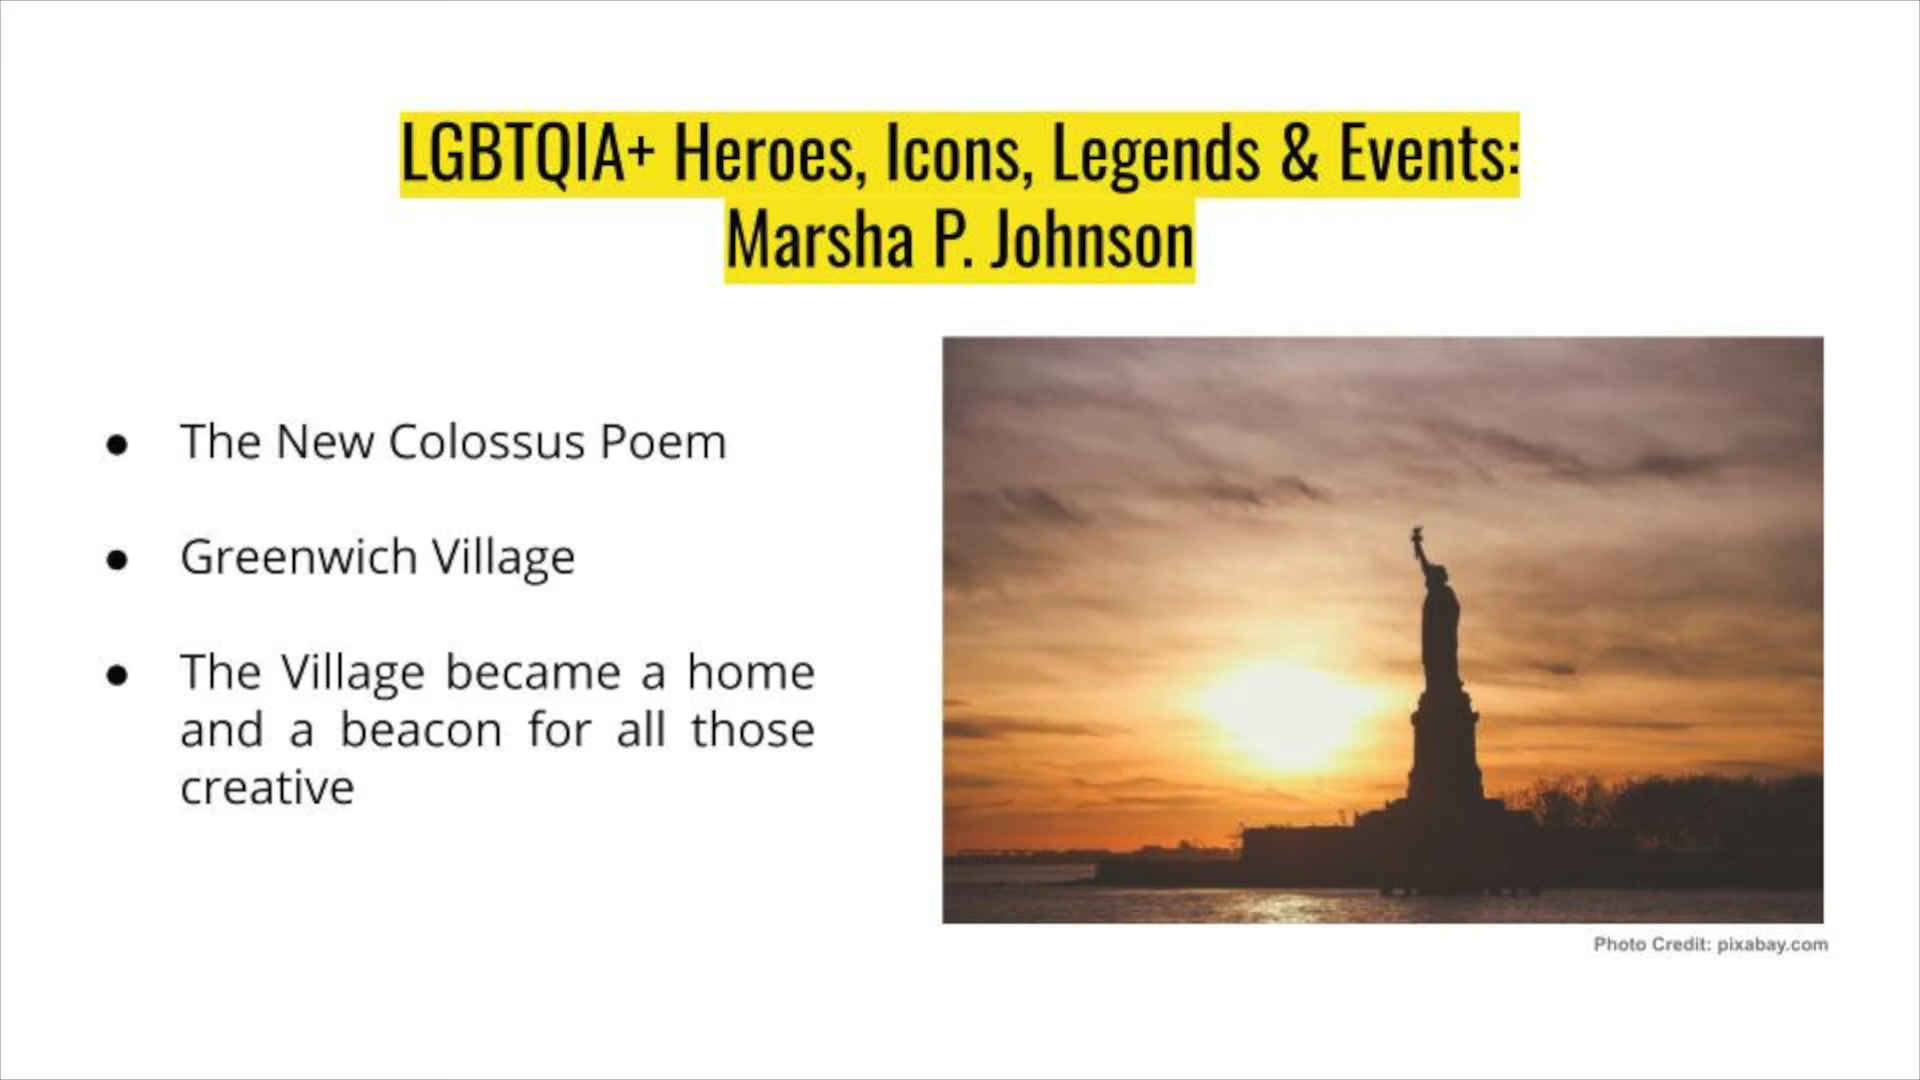 LGBTQIA+ Heroes, Icons, Legends & Events:
Marsha P. Johnson
● The New Colossus Poem
● Greenwich Village
● The Village became a home
and a beacon for all those
creative
Photo Credit: pixabay.com